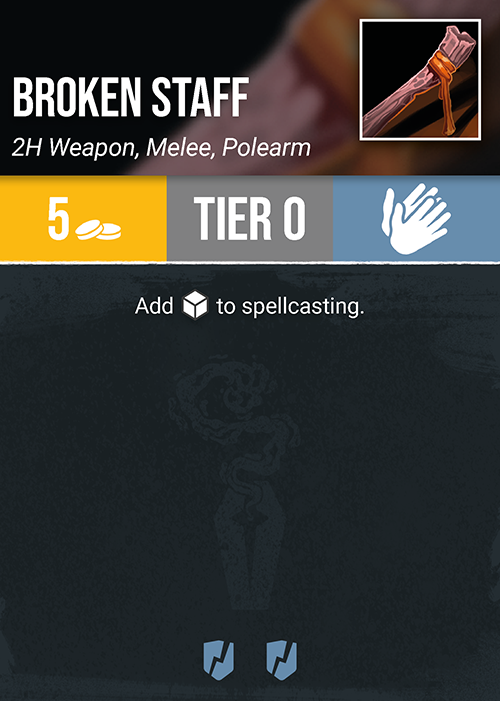 BROKEN STAFF
2H Weapon, Melee, Polearm
5
TIER 0
Add to spellcasting.